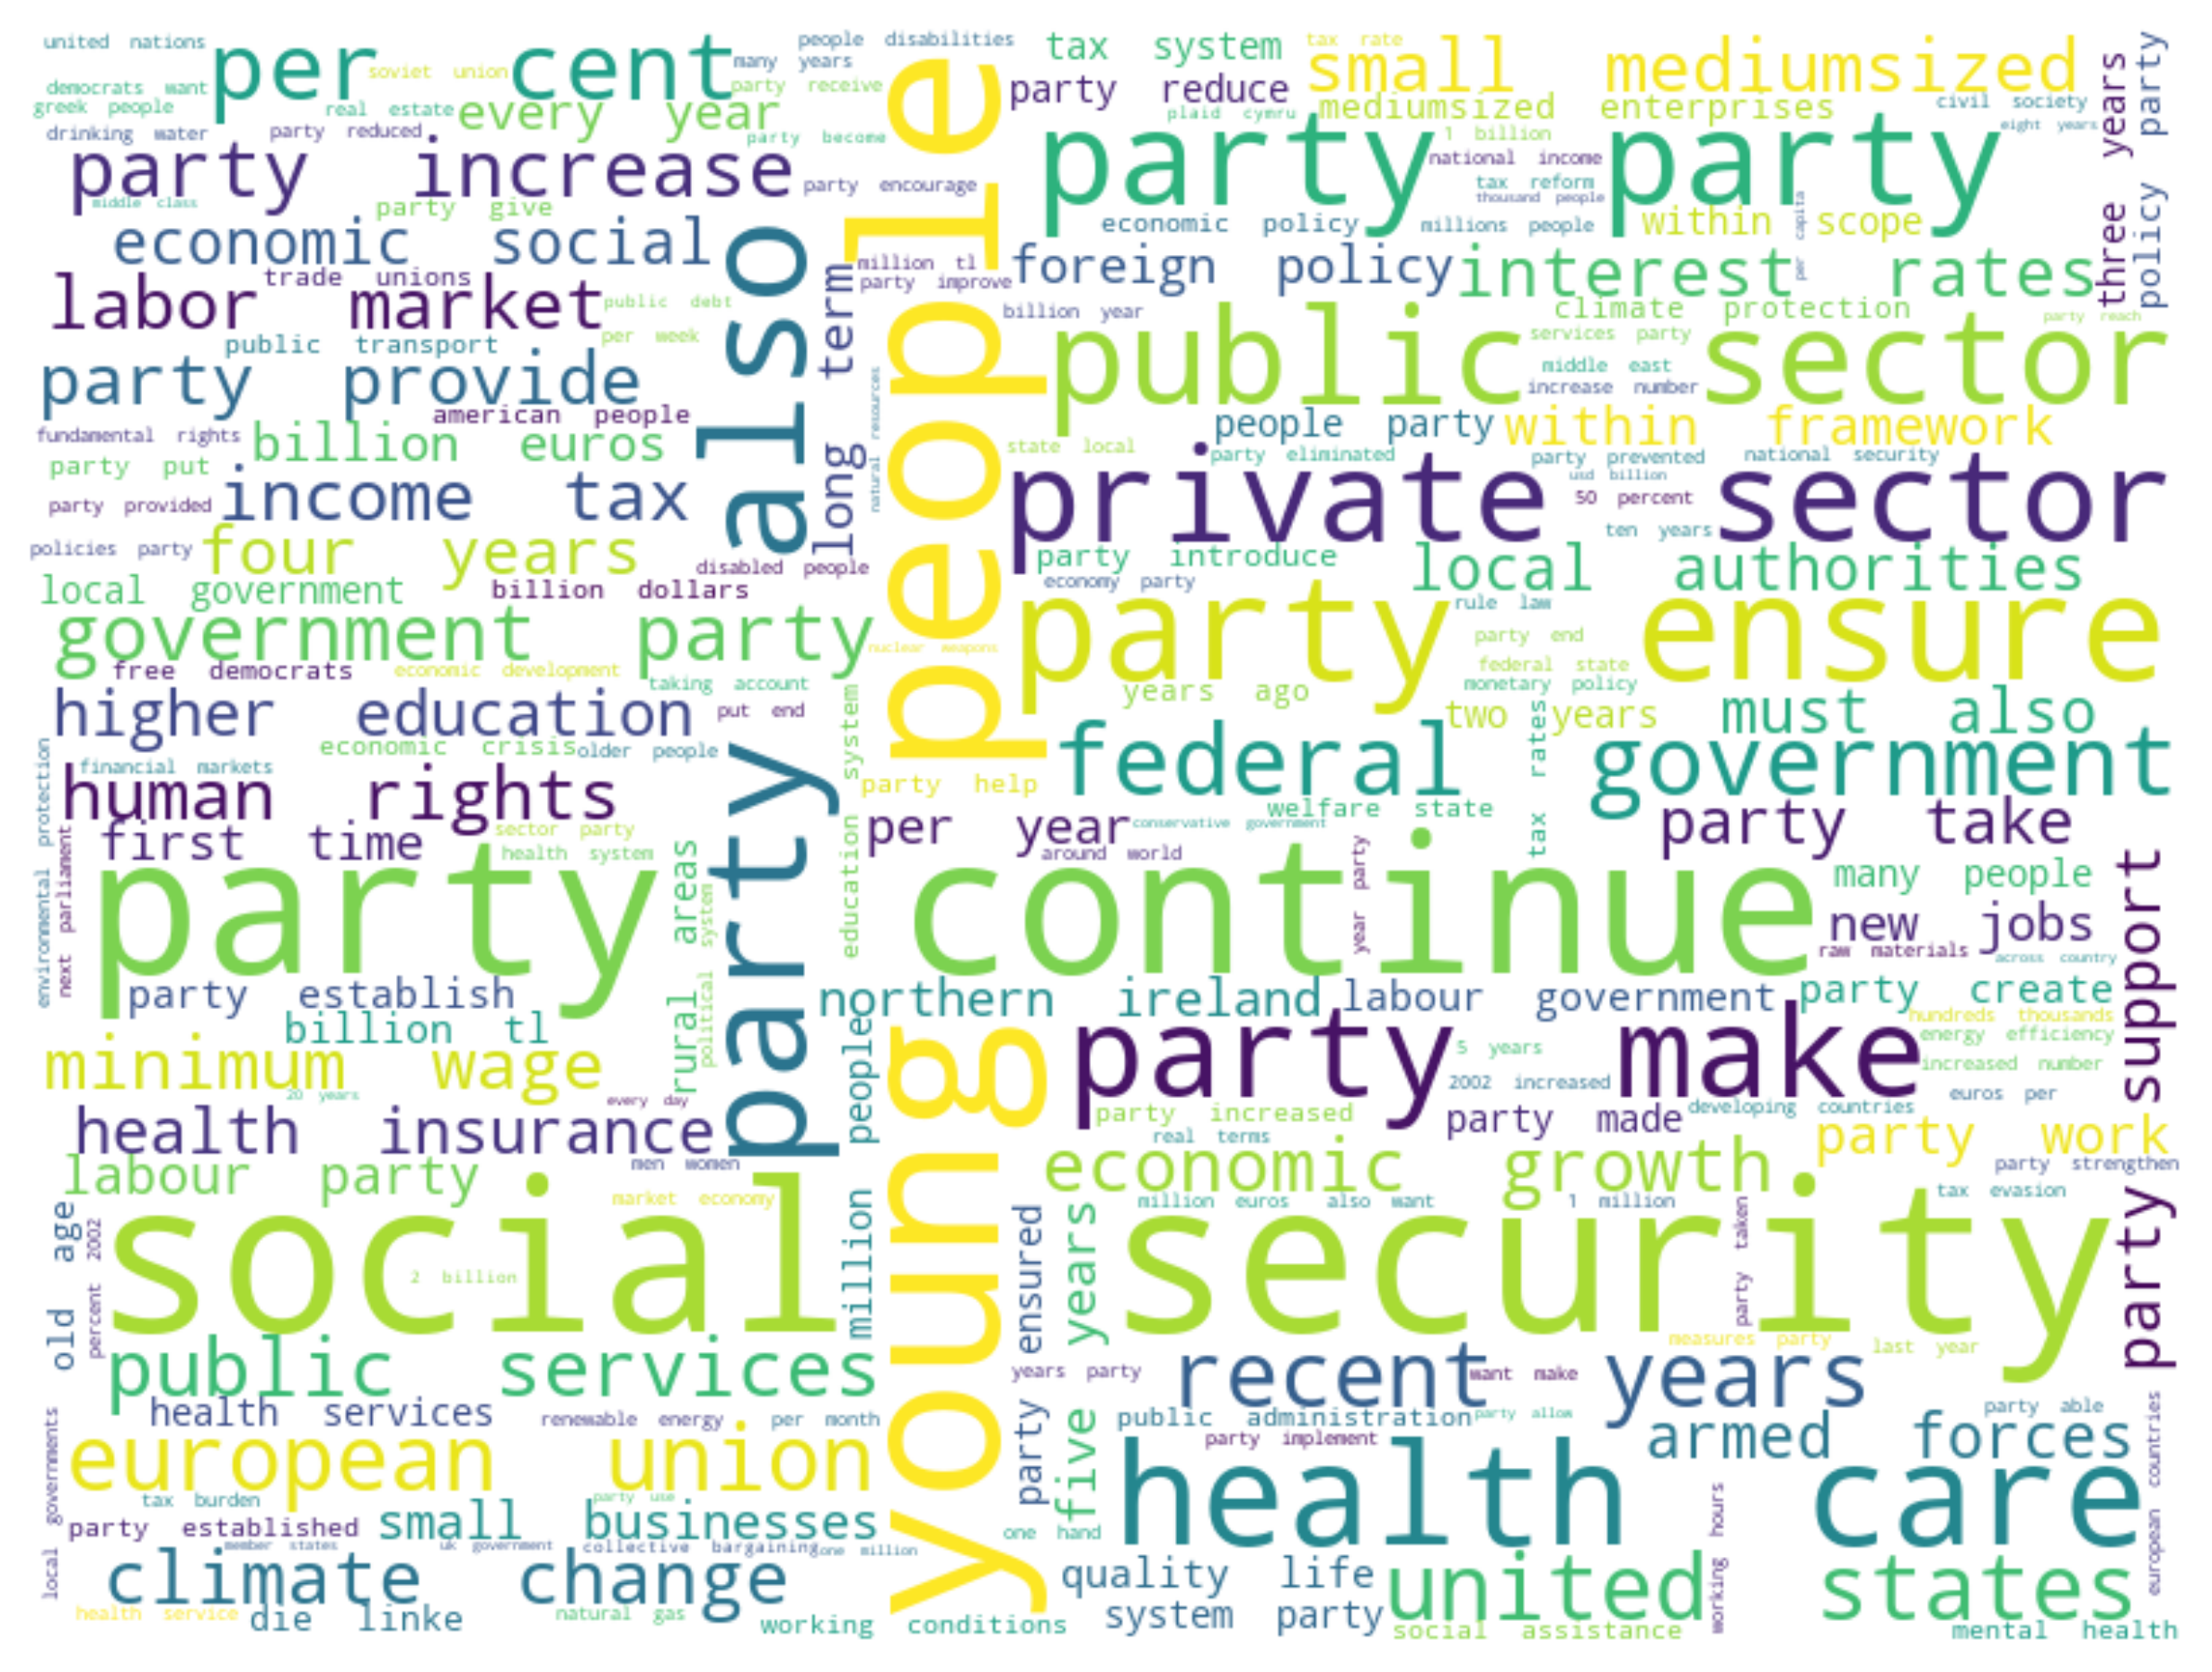 united nations
per cent
soviet union
many years
people disabilities
tax system
tax rate
small mediumsized
democrats want
greek people
real estate
every year
party receive
party reduce
mediumsized enterprises
plaid cymru
civil society
eight years
three years
policy party
drinking water
party reduced
party become
1 billion
party increase
party encourage
party party
national income
tax reform
thousand people
middle class
party give
economic policy
millions people
within scope
per capita
economic social
also party
young people
long term
million tl
party improve
foreign policy
interest rates
labor market
trade unions
public debt
billion year
climate protection
party reach
public transport
per week
public sector
services party
middle east
increase number
party provide
natural resources
american people
fundamental rights
billion euros
people party
within framework
state local
party put
party eliminated
party prevented
national security
usd billion
party provided
income tax
private sector
50 percent
ten years
policies party
four years
disabled people
party introduce
local authorities
local government
billion dollars
economy party
party ensure
rule law
government party
nuclear weapons
party end
free democrats
economic development
federal state
taking account
years ago
monetary policy
higher education
put end
education system
two years
must also
tax rates
economic crisis
older people
federal government
environmental protection
financial markets
human rights
party help
welfare state
per year
conservative government
party take
first time
sector party
health system
around world
year party
next parliament
party continue
rural areas
political system
many people
new jobs
raw materials
across country
party support
party establish
northern ireland
labour government
party create
billion tl
hundreds thousands
energy efficiency
party make
5 years
minimum wage
million people
2002 increased
increased number
20 years
every day
euros per
health insurance
party increased
party made
developing countries
real terms
party work
labour party
men women
economic growth
party strengthen
market economy
million euros
also want
1 million
tax evasion
old age
percent 2002
social security
2 billion
party ensured
five years
party taken
public services
measures party
last year
years party
recent years
want make
health services
renewable energy
per month
public administration
party allow
party able
european countries
local governments
european union
party implement
armed forces
health care
tax burden
party use
party established
small businesses
one hand
working hours
member states
uk government
collective bargaining
one million
climate change
quality life
united states
health service
die linke
natural gas
working conditions
system party
social assistance
mental health